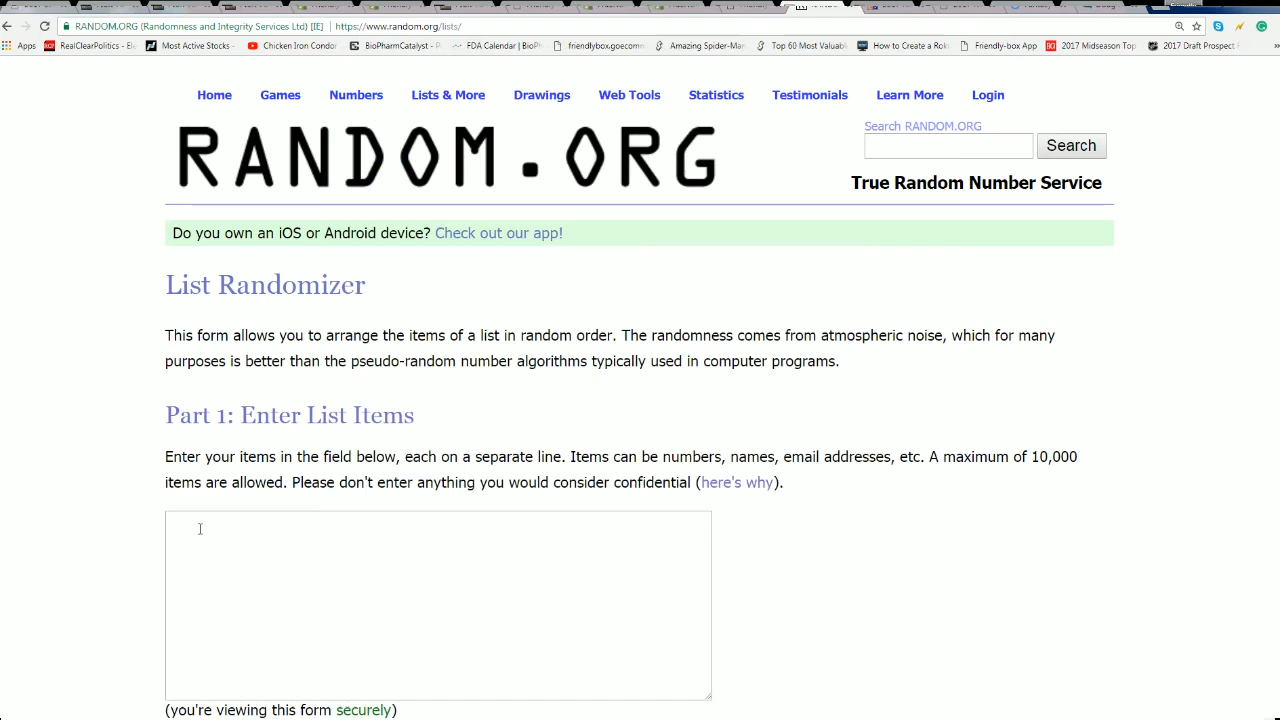 RANDOM.ORG (Randomness and Integrity Services Ltd) [IE] https://www.random.org/lists/
Apps RealClearPolitics - Ele Most Active Stocks - Chicken Iron Condor BioPharmCatalyst - P FDA Calendar | BioPh friendlybox.goecomm Amazing Spider-Man Top 60 Most Valuabl How to Create a Rok Friendly-box App 2017 Midseason Top 2017 Draft Prospect
Home Games Numbers Lists & More Drawings Web Tools Statistics Testimonials Learn More Login
RANDOM.ORG
Search RANDOM.ORG
Search
True Random Number Service
Do you own an iOS or Android device? Check out our app!
List Randomizer
This form allows you to arrange the items of a list in random order. The randomness comes from atmospheric noise, which for many
purposes is better than the pseudo-random number algorithms typically used in computer programs.
Part 1: Enter List Items
Enter your items in the field below, each on a separate line. Items can be numbers, names, email addresses, etc. A maximum of 10,000
items are allowed. Please don't enter anything you would consider confidential (here's why).
(you're viewing this form securely)